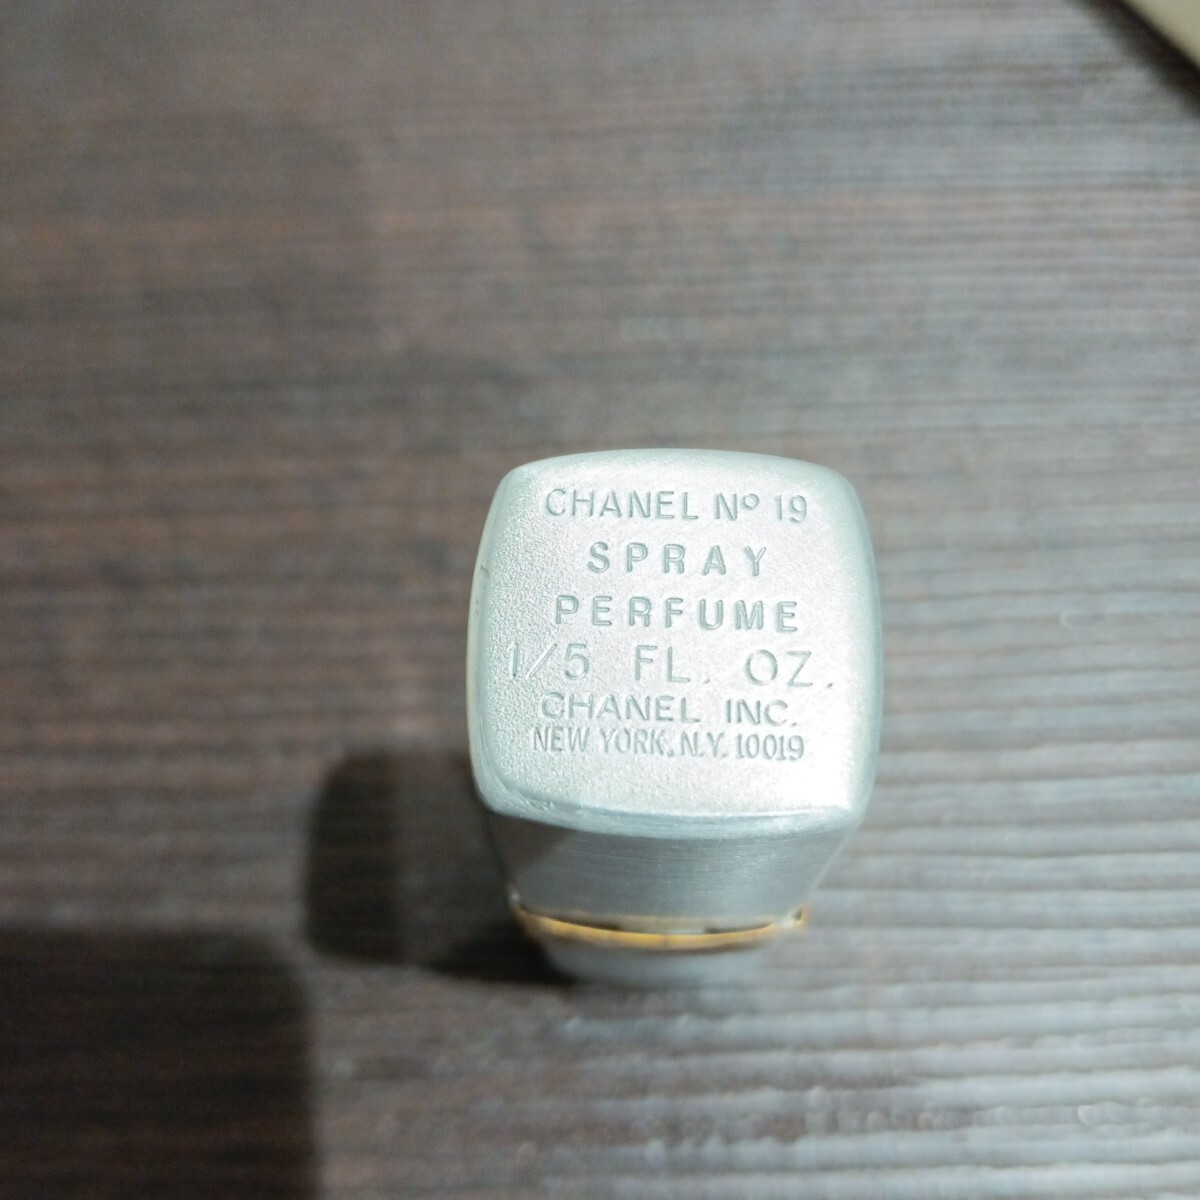 CHANEL Nº 19
SPRAY
PERFUME
1/5 FL. OZ.
CHANEL INC.
NEW YORK, N.Y. 10019